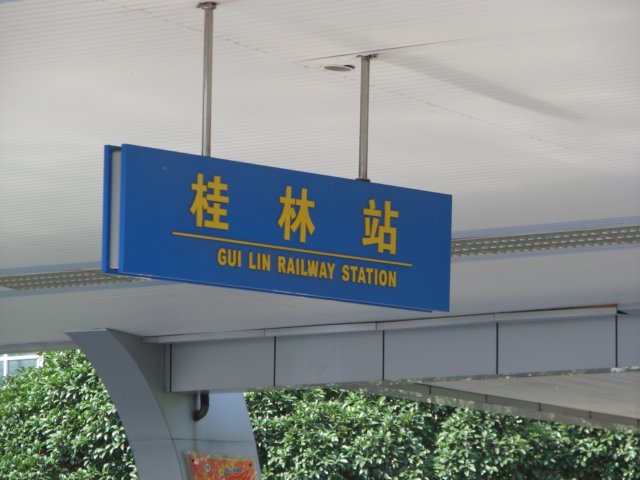 桂林站
GUI LIN RAILWAY STATION